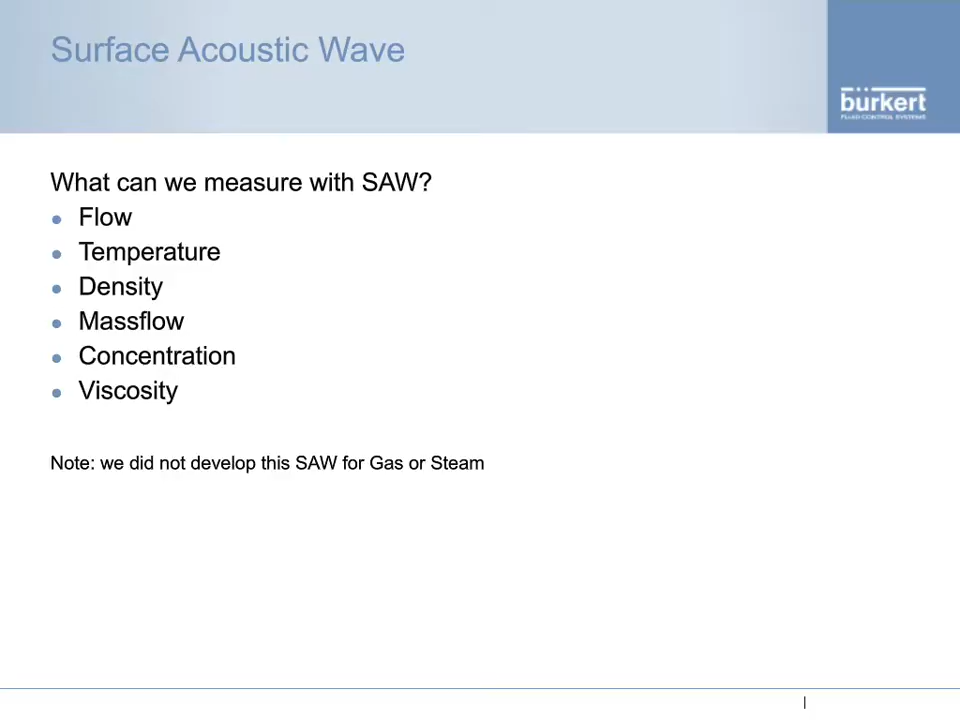 Surface Acoustic Wave
bürkert
FLUID CONTROL SYSTEMS
What can we measure with SAW?
• Flow
• Temperature
• Density
• Massflow
• Concentration
• Viscosity
Note: we did not develop this SAW for Gas or Steam